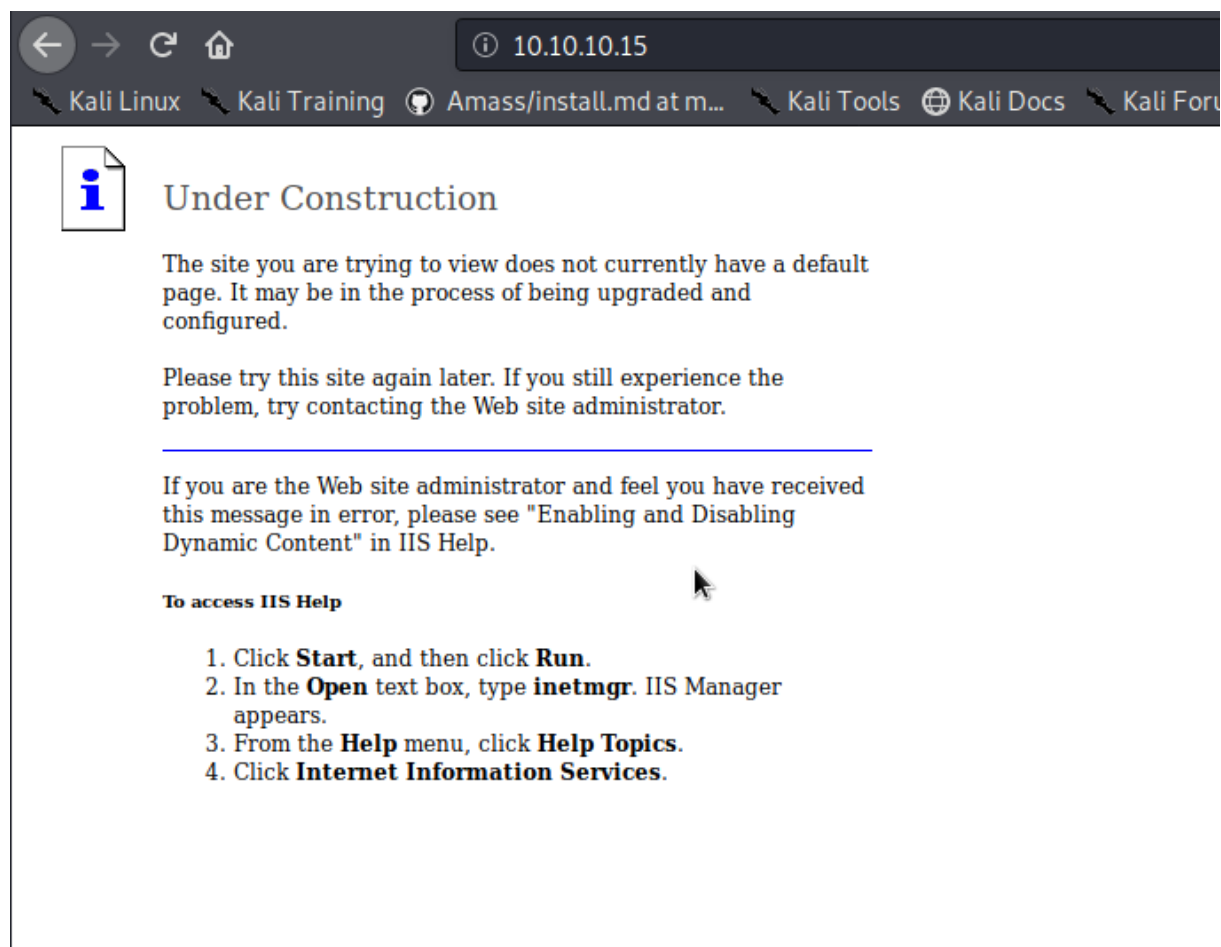 10.10.10.15
Kali Linux Kali Training Amass/install.md at m... Kali Tools Kali Docs Kali Foru
Under Construction
The site you are trying to view does not currently have a default
page. It may be in the process of being upgraded and
configured.
Please try this site again later. If you still experience the
problem, try contacting the Web site administrator.
If you are the Web site administrator and feel you have received
this message in error, please see "Enabling and Disabling
Dynamic Content" in IIS Help.
To access IIS Help
1. Click Start, and then click Run.
2. In the Open text box, type inetmgr. IIS Manager
appears.
3. From the Help menu, click Help Topics.
4. Click Internet Information Services.